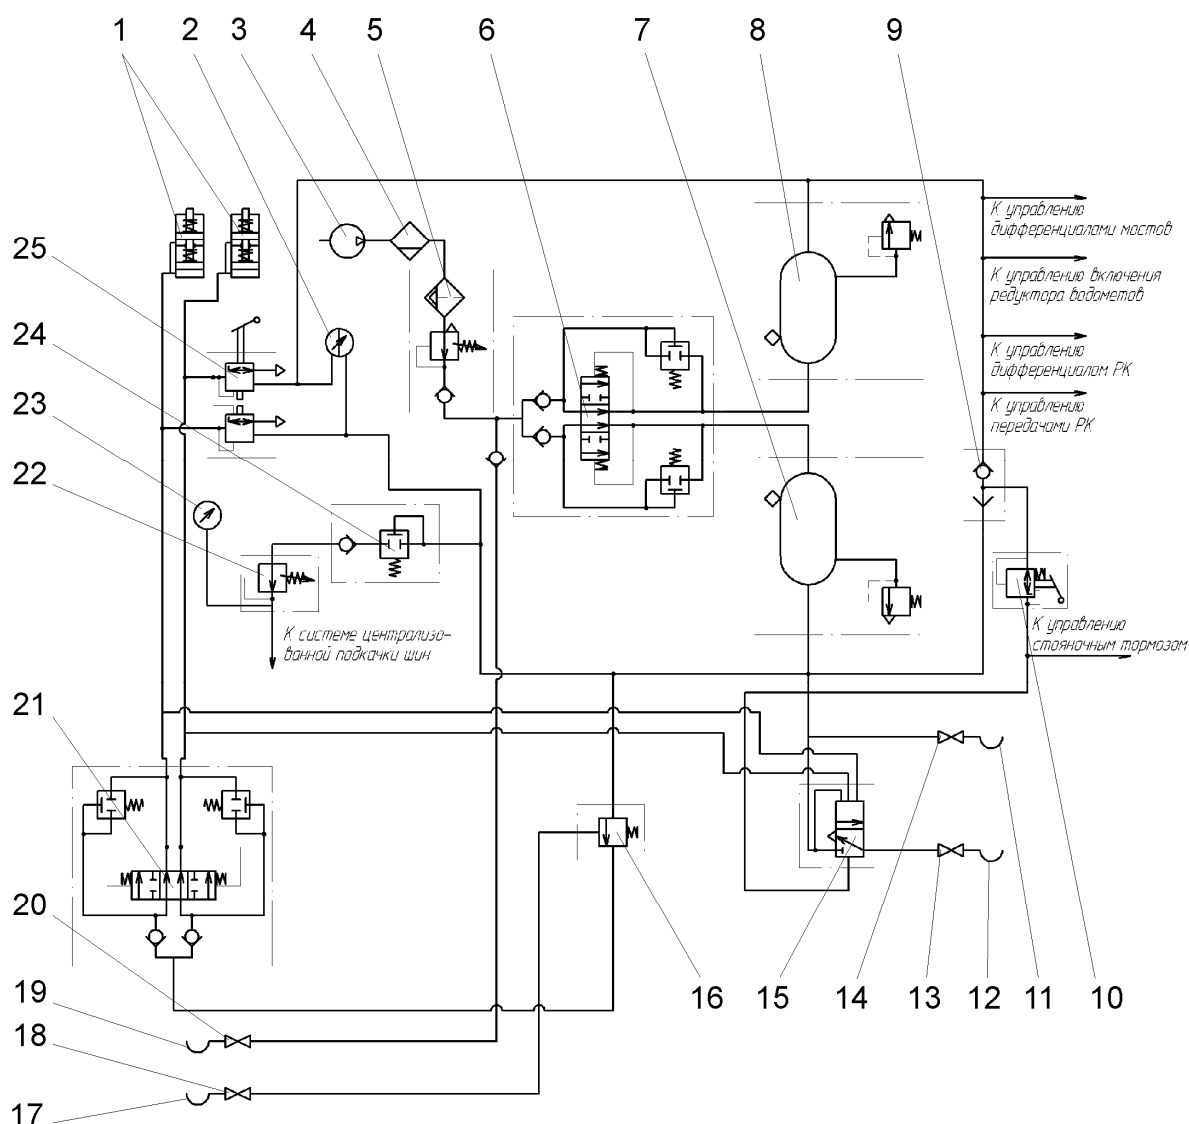 1 2 3 4 5 6 7 8 9
К управлению
дифференциалами мостов
К управлению включения
редуктора водометов
К управлению
дифференциалом РК
К управлению
передачами РК
25
24
23
22
К системе централизо-
ванной подкачки шин
К управлению
стояночным тормозом
21
20
19
18
17
16 15 14 13 12 11 10